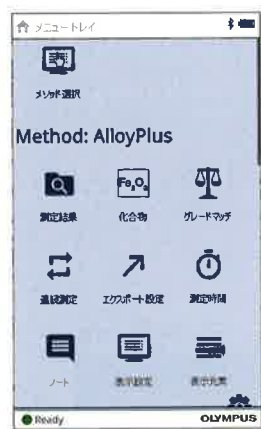 メニュートレイ
メソッド選択
Method: AlloyPlus
Fe₂O₃
測定結果 化合物 グレードマッチ
連続測定 エクスポート設定 測定時間
ノート 表示設定 表示元素
Ready OLYMPUS